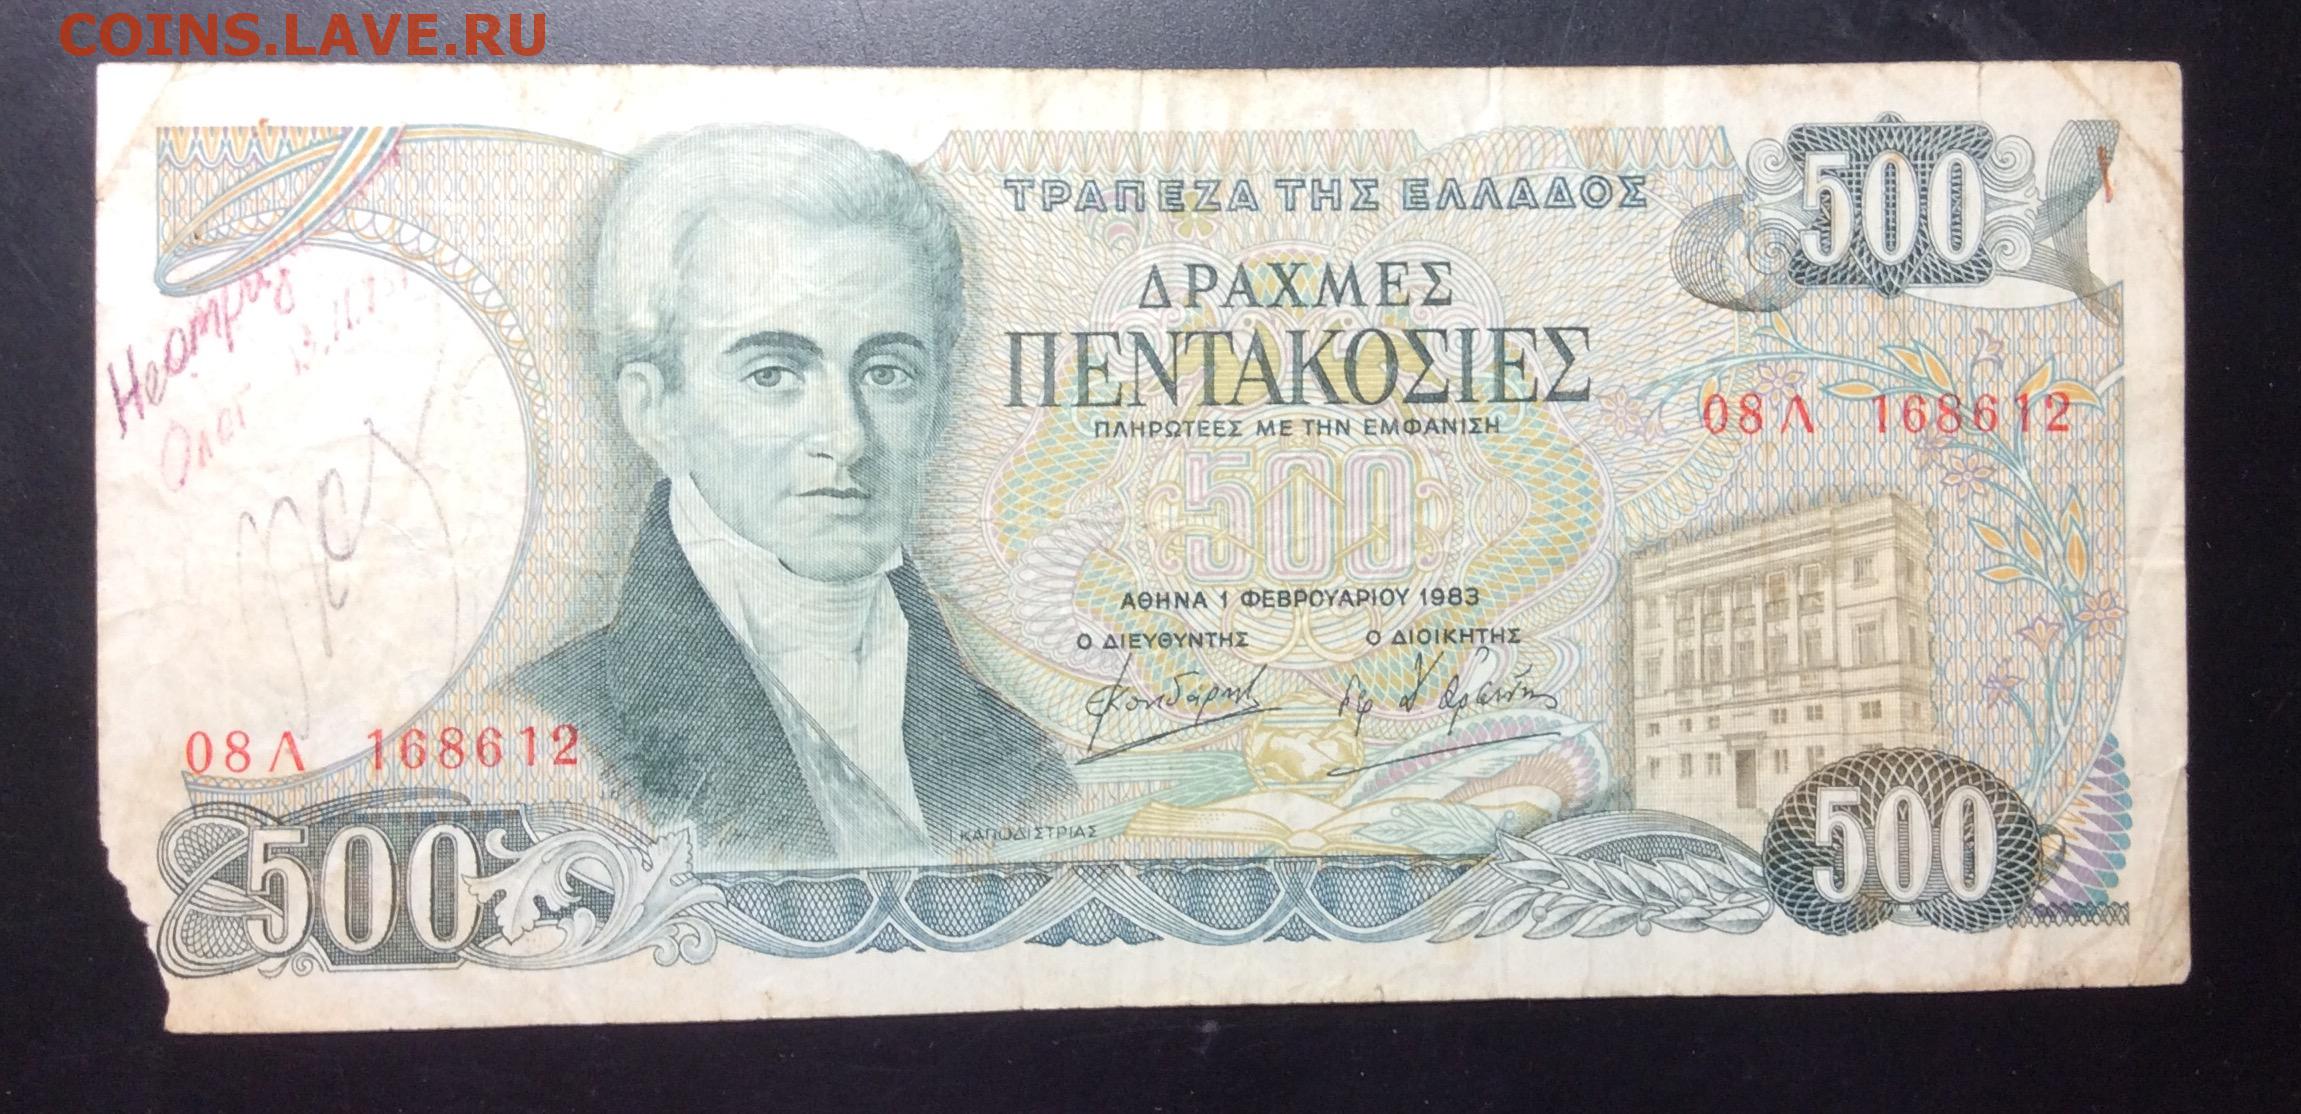 COINS.LAVE.RU
500
ΤΡΑΠΕΖΑ ΤΗΣ ΕΛΛΑΔΟΣ
ΔΡΑΧΜΕΣ
ΠΕΝΤΑΚΟΣΙΕΣ
ΠΛΗΡΩΤΕΕΣ ΜΕ ΤΗΝ ΕΜΦΑΝΙΣΗ
08Λ 168612
500
ΑΘΗΝΑ 1 ΦΕΒΡΟΥΑΡΙΟΥ 1983
Ο ΔΙΕΥΘΥΝΤΗΣ Ο ΔΙΟΙΚΗΤΗΣ
08Λ 168612
Ι ΚΑΠΟΔΙΣΤΡΙΑΣ
500
500